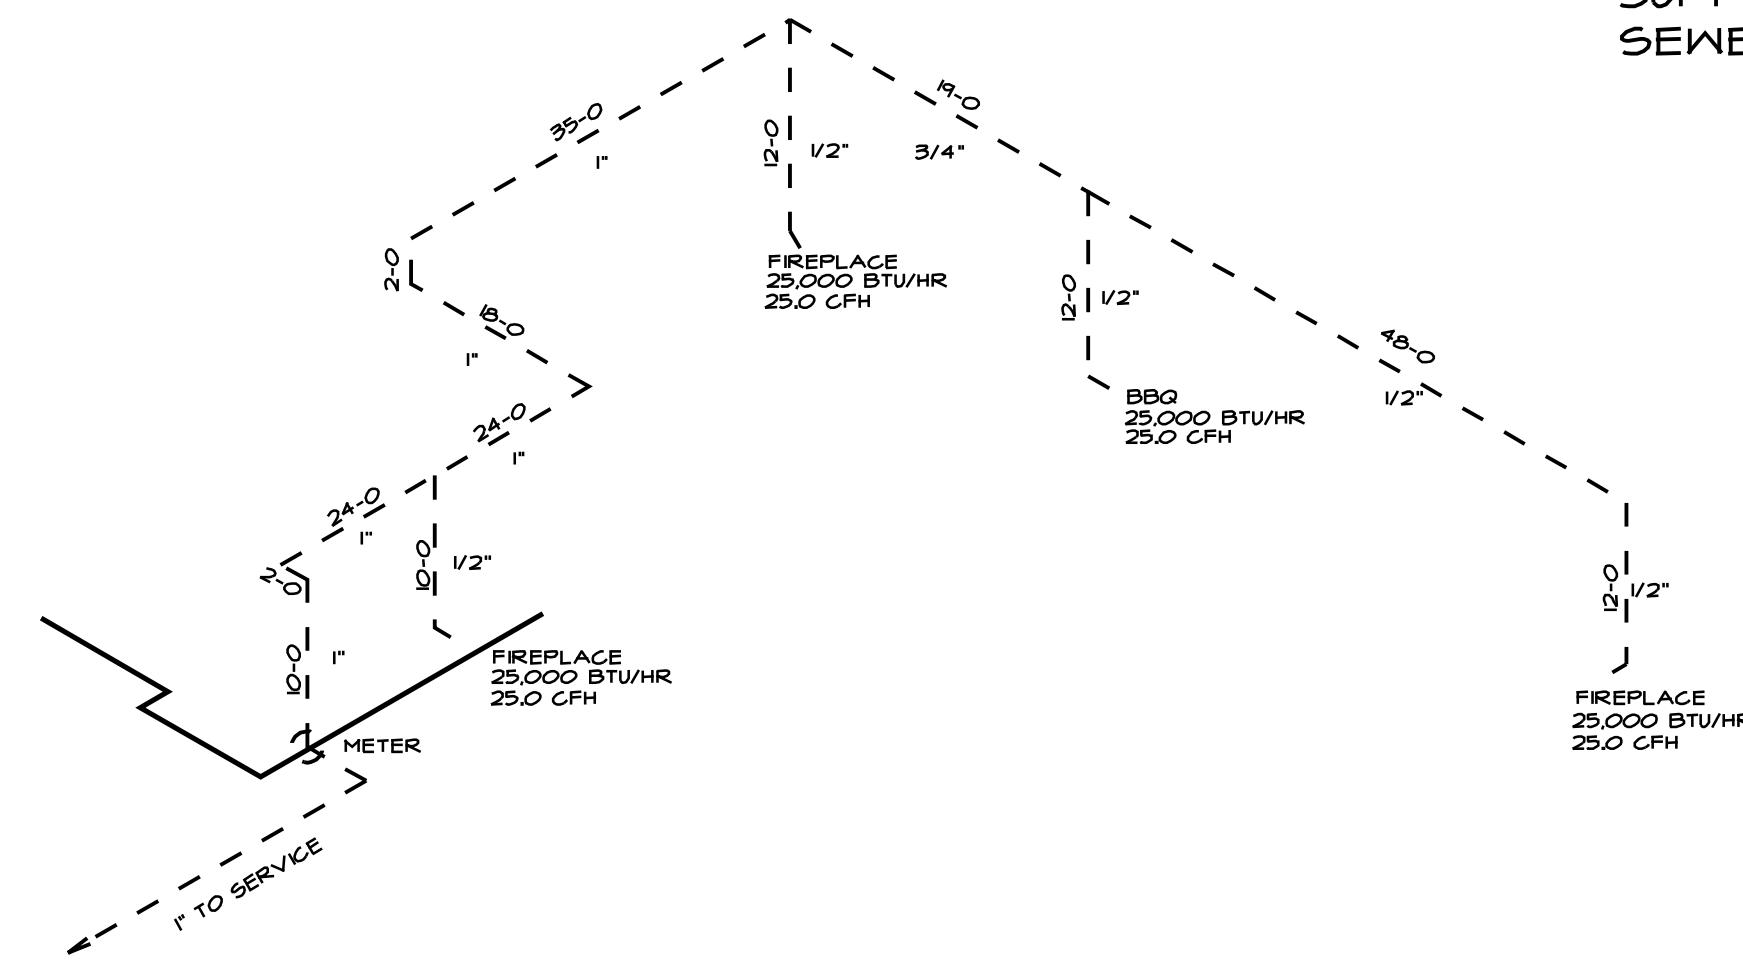 SEWE
19-0
35-0
12-0
1/2"
3/4"
1"
2-0
FIREPLACE
25,000 BTU/HR
25.0 CFH
12-0
1/2"
18-0
1"
48-0
1/2"
BBQ
25,000 BTU/HR
25.0 CFH
24-0
1"
24-0
1"
10-0
1/2"
2-0
12-0
1/2"
10-0
1"
FIREPLACE
25,000 BTU/HR
25.0 CFH
FIREPLACE
25,000 BTU/HR
25.0 CFH
METER
1" TO SERVICE